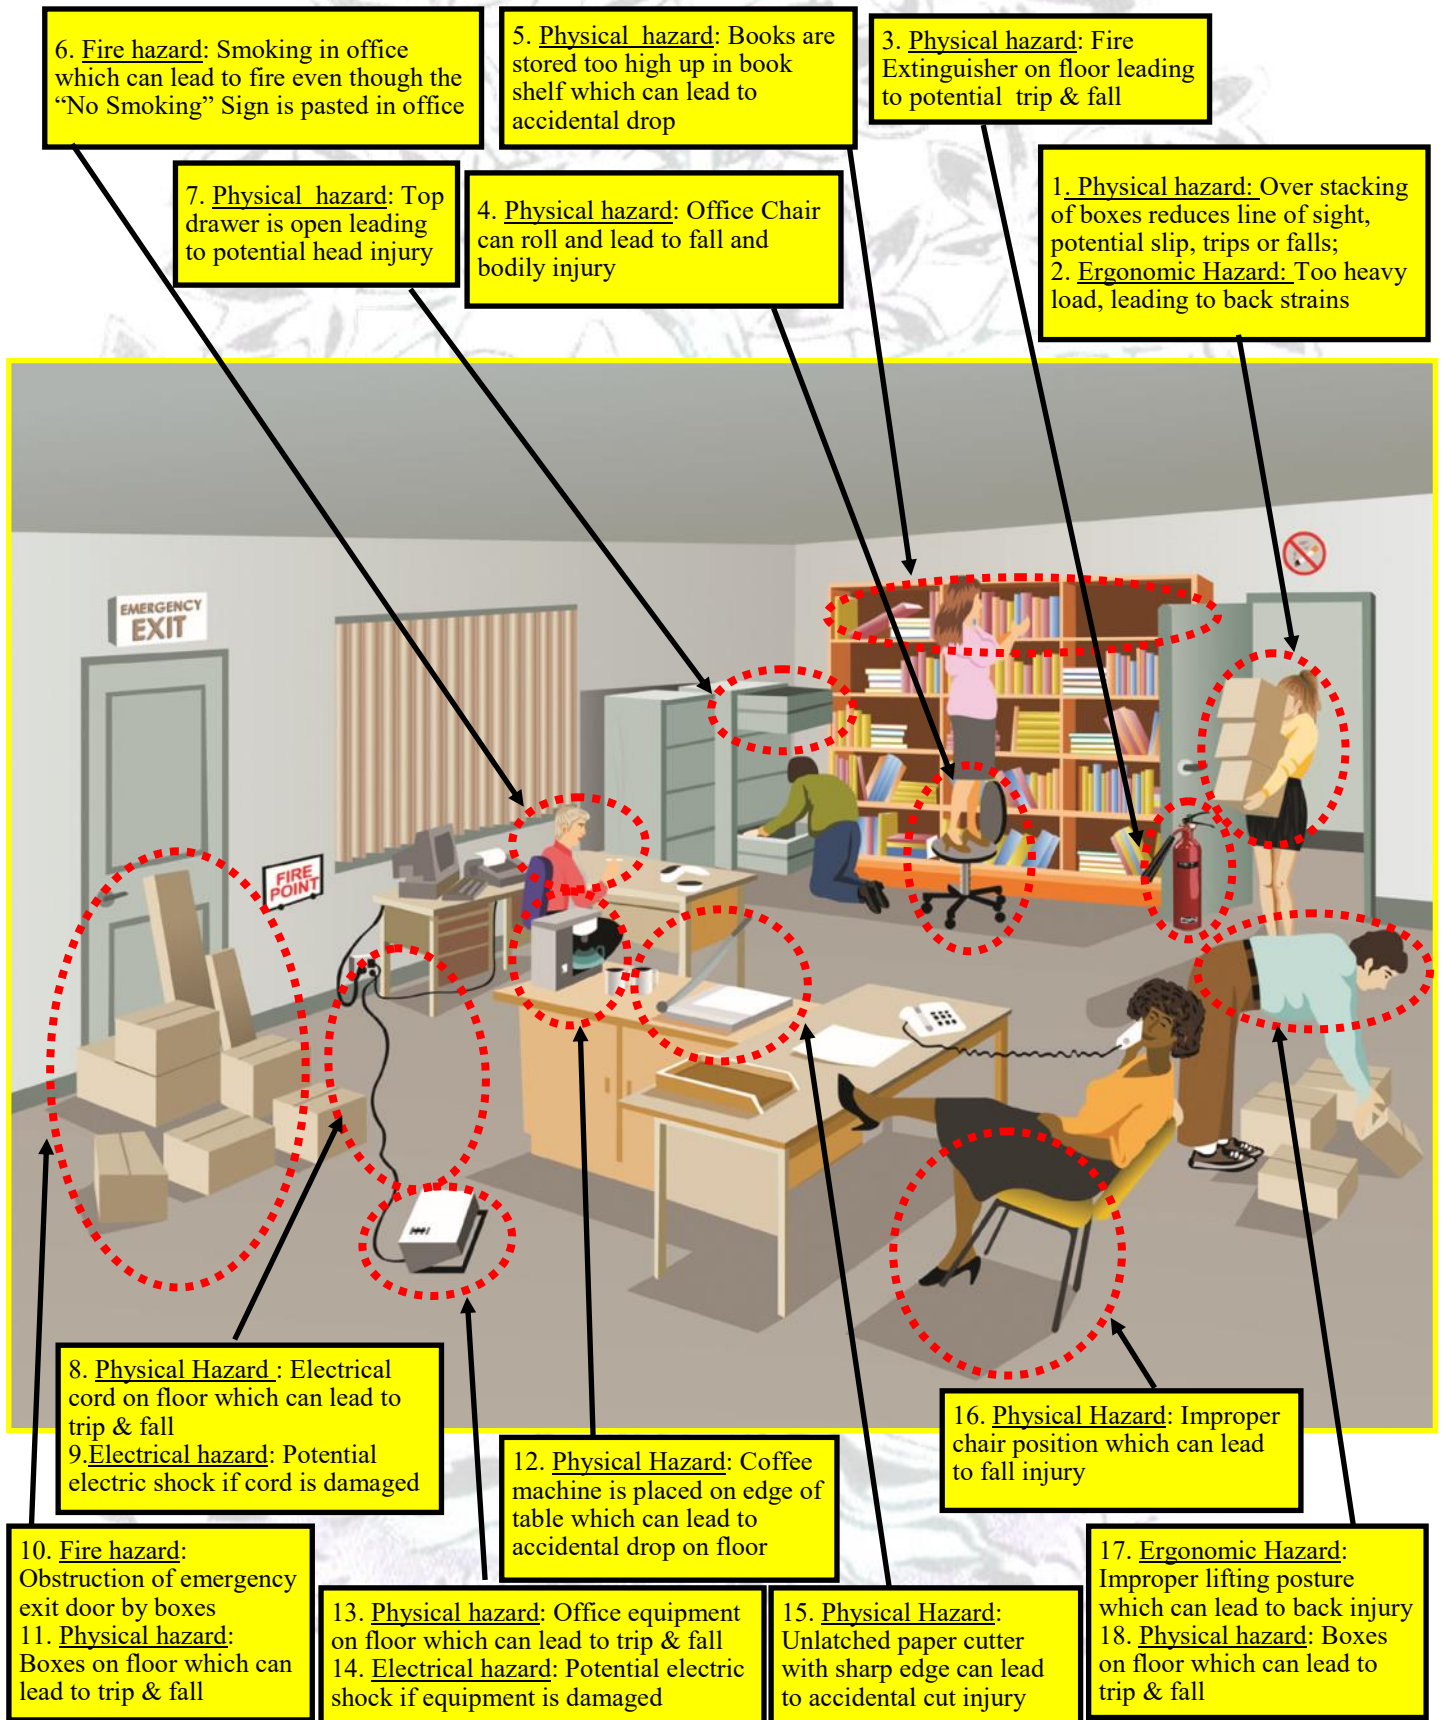 6. Fire hazard: Smoking in office
which can lead to fire even though the
“No Smoking” Sign is pasted in office
5. Physical hazard: Books are
stored too high up in book
shelf which can lead to
accidental drop
3. Physical hazard: Fire
Extinguisher on floor leading
to potential trip & fall
7. Physical hazard: Top
drawer is open leading
to potential head injury
4. Physical hazard: Office Chair
can roll and lead to fall and
bodily injury
1. Physical hazard: Over stacking
of boxes reduces line of sight,
potential slip, trips or falls;
2. Ergonomic Hazard: Too heavy
load, leading to back strains
EMERGENCY
EXIT
FIRE
POINT
8. Physical Hazard : Electrical
cord on floor which can lead to
trip & fall
9.Electrical hazard: Potential
electric shock if cord is damaged
16. Physical Hazard: Improper
chair position which can lead
to fall injury
12. Physical Hazard: Coffee
machine is placed on edge of
table which can lead to
accidental drop on floor
10. Fire hazard:
Obstruction of emergency
exit door by boxes
11. Physical hazard:
Boxes on floor which can
lead to trip & fall
13. Physical hazard: Office equipment
on floor which can lead to trip & fall
14. Electrical hazard: Potential electric
shock if equipment is damaged
15. Physical Hazard:
Unlatched paper cutter
with sharp edge can lead
to accidental cut injury
17. Ergonomic Hazard:
Improper lifting posture
which can lead to back injury
18. Physical hazard: Boxes
on floor which can lead to
trip & fall